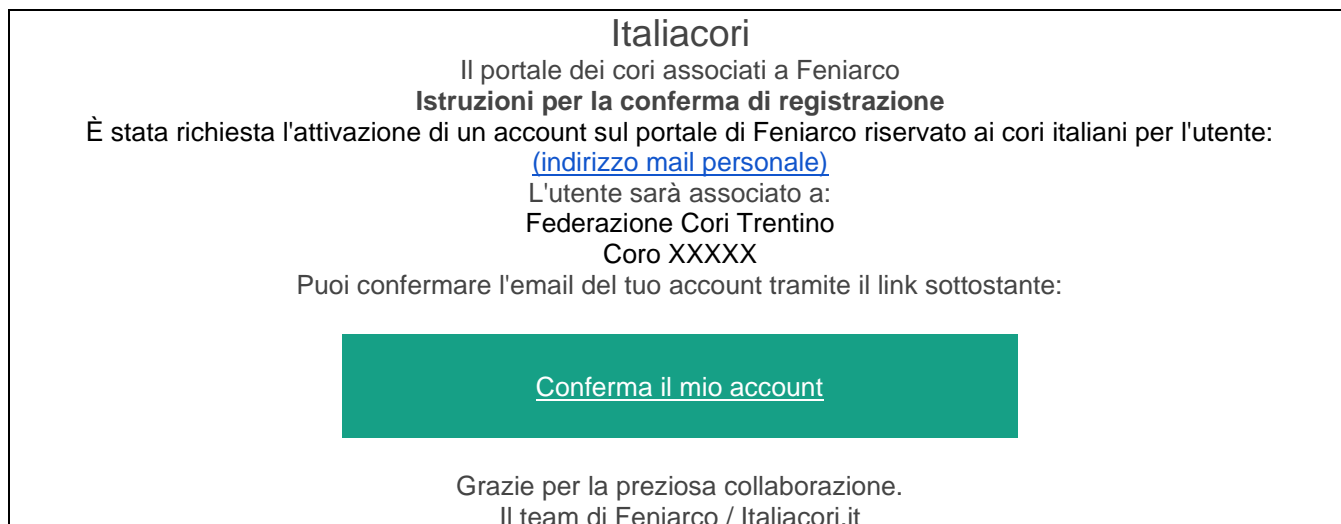 Italiacori
Il portale dei cori associati a Feniarco
Istruzioni per la conferma di registrazione
È stata richiesta l'attivazione di un account sul portale di Feniarco riservato ai cori italiani per l'utente:
(indirizzo mail personale)
L'utente sarà associato a:
Federazione Cori Trentino
Coro XXXXX
Puoi confermare l'email del tuo account tramite il link sottostante:
Conferma il mio account
Grazie per la preziosa collaborazione.
Il team di Feniarco / Italiacori.it